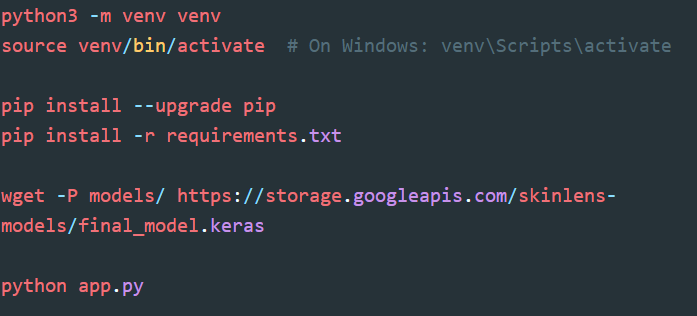 python3 -m venv venv
source venv/bin/activate  # On Windows: venv\Scripts\activate
pip install --upgrade pip
pip install -r requirements.txt
wget -P models/ https://storage.googleapis.com/skinlens-
models/final_model.keras
python app.py